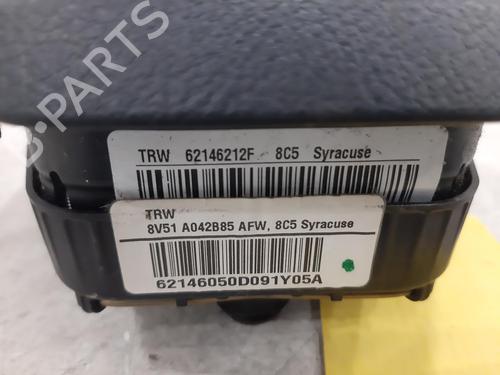 B-PARTS
TRW 62146212F 8C5 Syracuse
TRW
8V51 A042B85 AFW, 8C5 Syracuse
62146050D091Y05A